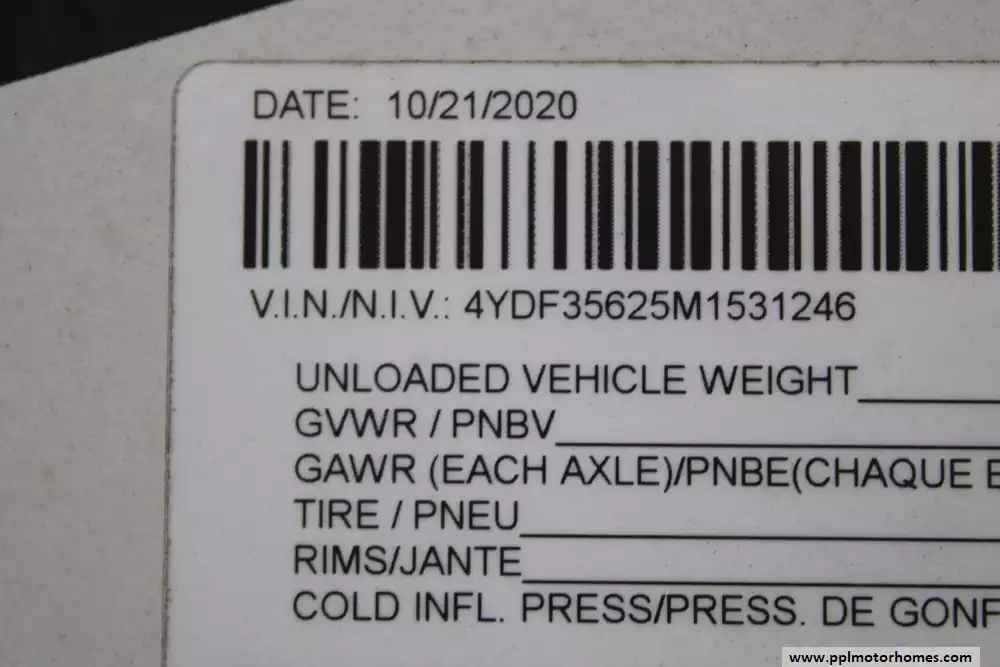 DATE: 10/21/2020
V.I.N./N.I.V.: 4YDF35625M1531246
UNLOADED VEHICLE WEIGHT
GVWR / PNBV
GAWR (EACH AXLE)/PNBE(CHAQUE E
TIRE / PNEU
RIMS/JANTE
COLD INFL. PRESS/PRESS. DE GONF
www.pplmotorhomes.com